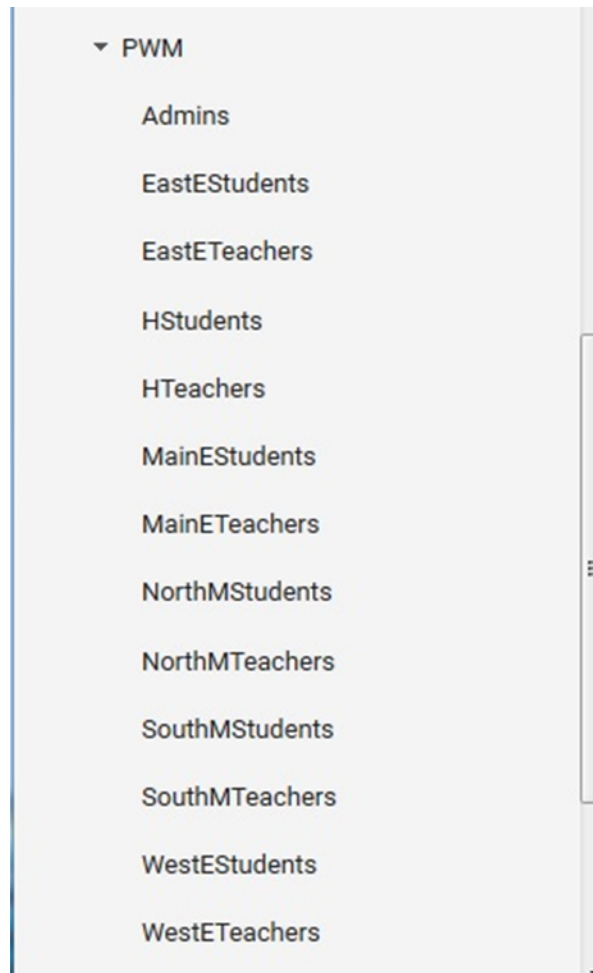 PWM
Admins
EastEStudents
EastETeachers
HStudents
HTeachers
MainEStudents
MainETeachers
NorthMStudents
NorthMTeachers
SouthMStudents
SouthMTeachers
WestEStudents
WestETeachers